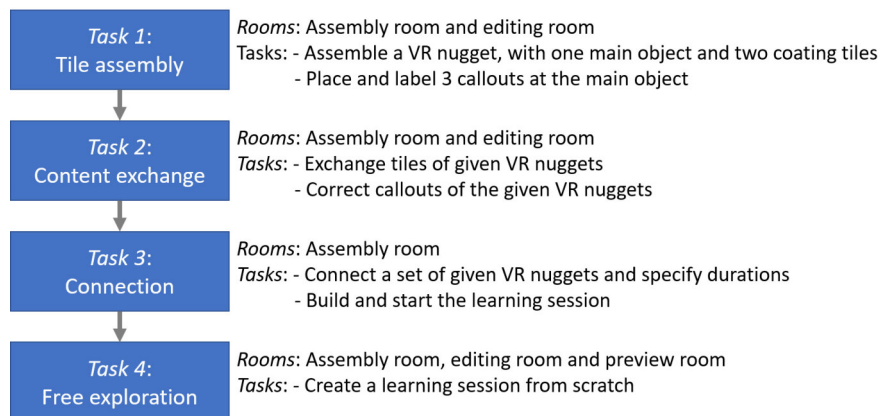 Task 1:
Tile assembly
Rooms: Assembly room and editing room
Tasks: - Assemble a VR nugget, with one main object and two coating tiles
- Place and label 3 callouts at the main object
Task 2:
Content exchange
Rooms: Assembly room and editing room
Tasks: - Exchange tiles of given VR nuggets
- Correct callouts of the given VR nuggets
Task 3:
Connection
Rooms: Assembly room
Tasks: - Connect a set of given VR nuggets and specify durations
- Build and start the learning session
Task 4:
Free exploration
Rooms: Assembly room, editing room and preview room
Tasks: - Create a learning session from scratch